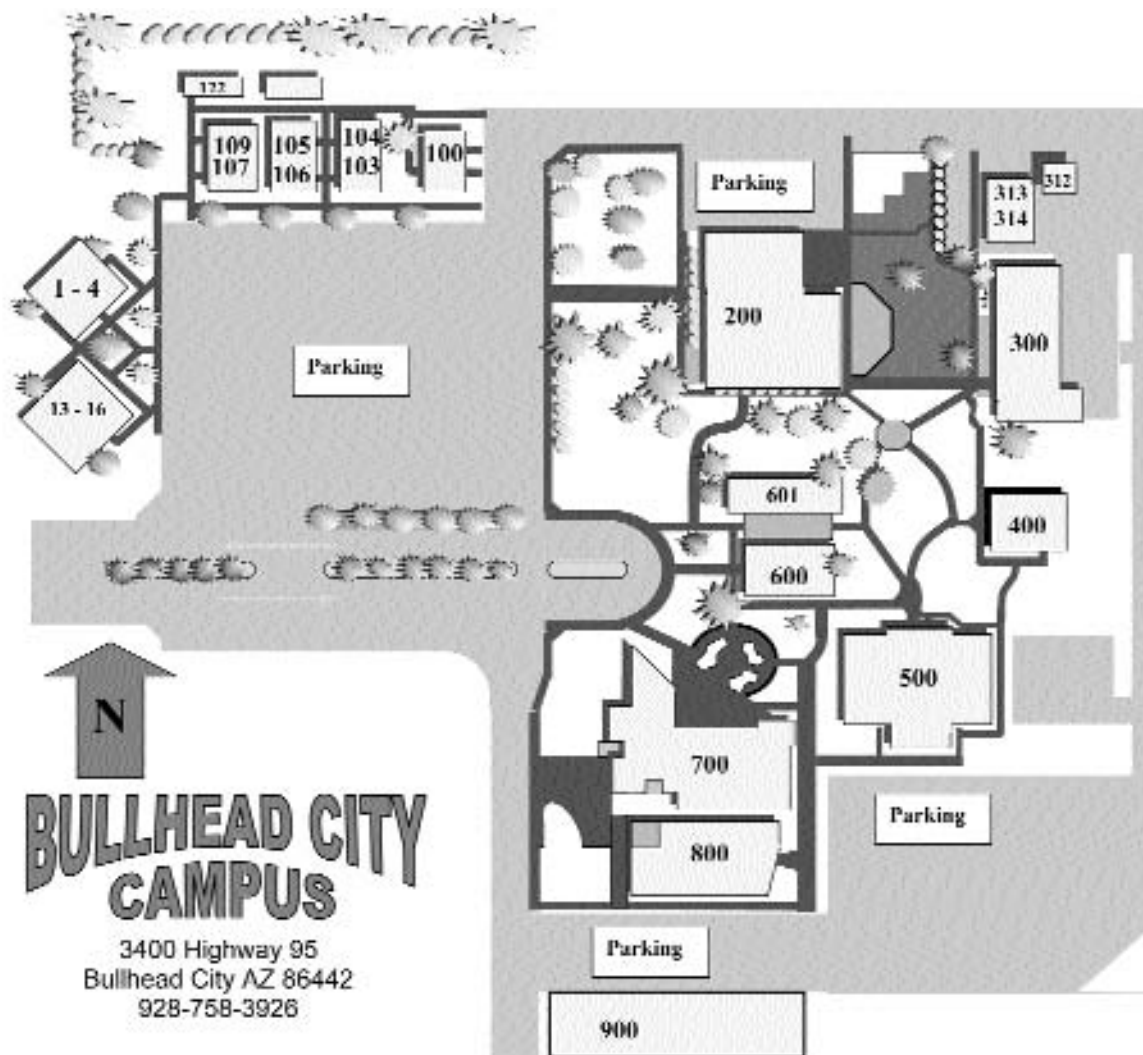 122
109
107
105
106
104
103
100
Parking
312
313
314
1 - 4
200
300
Parking
13 - 16
601
400
600
500
N
700
BULLHEAD CITY
CAMPUS
Parking
800
3400 Highway 95
Bullhead City AZ 86442
928-758-3926
Parking
900